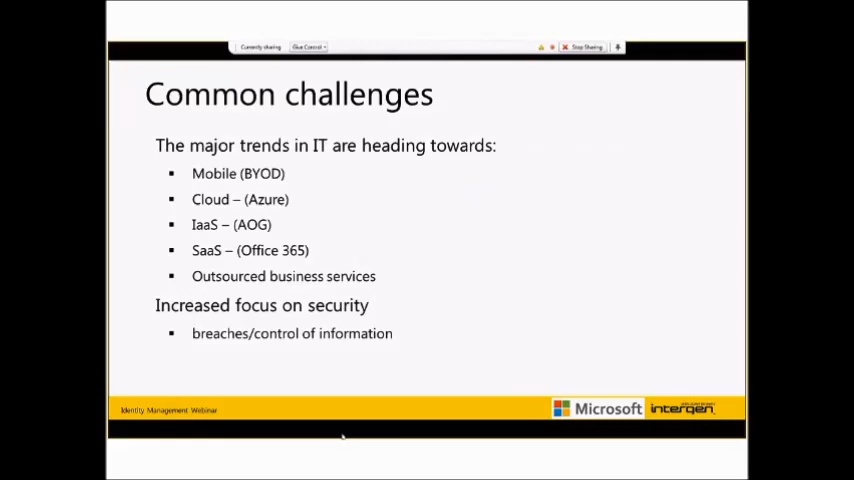 Currently sharing Give Control Stop Sharing
Common challenges
The major trends in IT are heading towards:
Mobile (BYOD)
Cloud – (Azure)
IaaS – (AOG)
SaaS – (Office 365)
Outsourced business services
Increased focus on security
breaches/control of information
Identity Management Webinar
Microsoft intergen